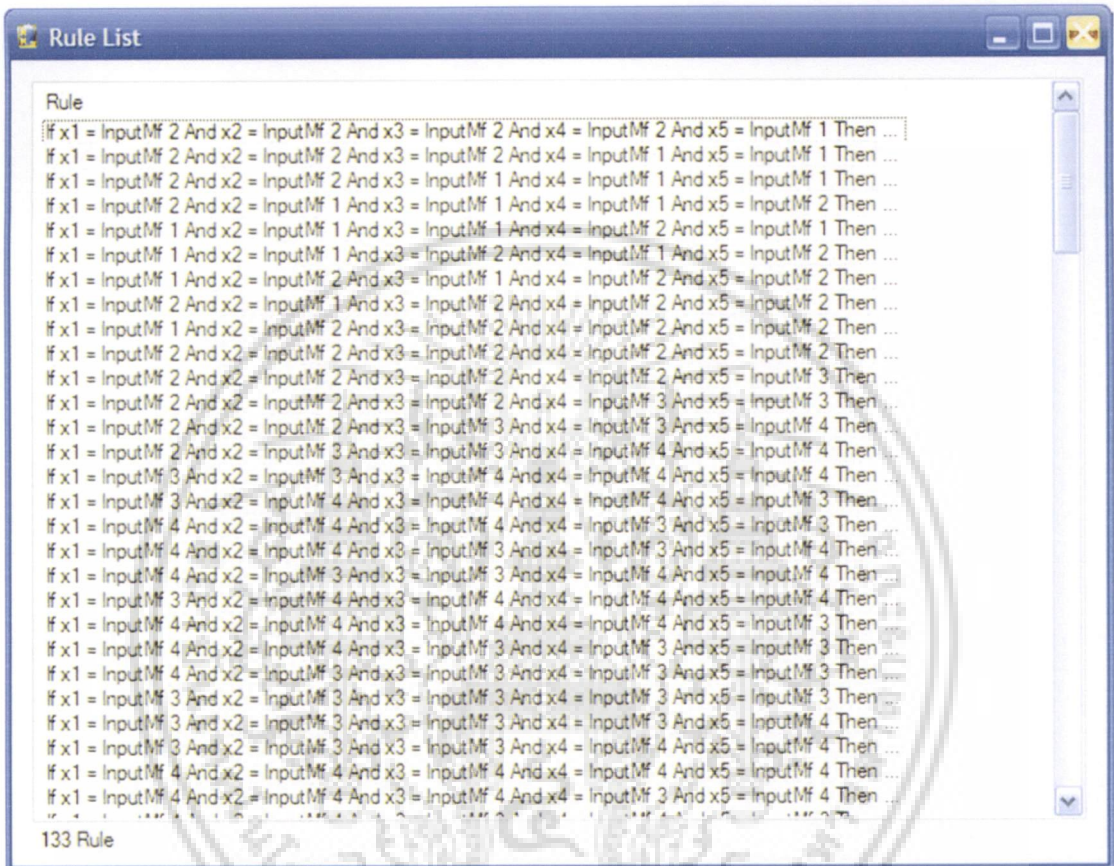 Rule List
Rule
If x1 = InputMf 2 And x2 = InputMf 2 And x3 = InputMf 2 And x4 = InputMf 2 And x5 = InputMf 1 Then ...
If x1 = InputMf 2 And x2 = InputMf 2 And x3 = InputMf 2 And x4 = InputMf 1 And x5 = InputMf 1 Then ...
If x1 = InputMf 2 And x2 = InputMf 2 And x3 = InputMf 1 And x4 = InputMf 1 And x5 = InputMf 1 Then ...
If x1 = InputMf 2 And x2 = InputMf 1 And x3 = InputMf 1 And x4 = InputMf 1 And x5 = InputMf 2 Then ...
If x1 = InputMf 1 And x2 = InputMf 1 And x3 = InputMf 1 And x4 = InputMf 2 And x5 = InputMf 1 Then ...
If x1 = InputMf 1 And x2 = InputMf 1 And x3 = InputMf 2 And x4 = InputMf 1 And x5 = InputMf 2 Then ...
If x1 = InputMf 1 And x2 = InputMf 2 And x3 = InputMf 1 And x4 = InputMf 2 And x5 = InputMf 2 Then ...
If x1 = InputMf 2 And x2 = InputMf 1 And x3 = InputMf 2 And x4 = InputMf 2 And x5 = InputMf 2 Then ...
If x1 = InputMf 1 And x2 = InputMf 2 And x3 = InputMf 2 And x4 = InputMf 2 And x5 = InputMf 2 Then ...
If x1 = InputMf 2 And x2 = InputMf 2 And x3 = InputMf 2 And x4 = InputMf 2 And x5 = InputMf 2 Then ...
If x1 = InputMf 2 And x2 = InputMf 2 And x3 = InputMf 2 And x4 = InputMf 2 And x5 = InputMf 3 Then ...
If x1 = InputMf 2 And x2 = InputMf 2 And x3 = InputMf 2 And x4 = InputMf 3 And x5 = InputMf 3 Then ...
If x1 = InputMf 2 And x2 = InputMf 2 And x3 = InputMf 3 And x4 = InputMf 3 And x5 = InputMf 4 Then ...
If x1 = InputMf 2 And x2 = InputMf 3 And x3 = InputMf 3 And x4 = InputMf 4 And x5 = InputMf 4 Then ...
If x1 = InputMf 3 And x2 = InputMf 3 And x3 = InputMf 4 And x4 = InputMf 4 And x5 = InputMf 4 Then ...
If x1 = InputMf 3 And x2 = InputMf 4 And x3 = InputMf 4 And x4 = InputMf 4 And x5 = InputMf 3 Then ...
If x1 = InputMf 4 And x2 = InputMf 4 And x3 = InputMf 4 And x4 = InputMf 3 And x5 = InputMf 3 Then ...
If x1 = InputMf 4 And x2 = InputMf 4 And x3 = InputMf 3 And x4 = InputMf 3 And x5 = InputMf 4 Then ...
If x1 = InputMf 4 And x2 = InputMf 3 And x3 = InputMf 3 And x4 = InputMf 4 And x5 = InputMf 4 Then ...
If x1 = InputMf 3 And x2 = InputMf 3 And x3 = InputMf 4 And x4 = InputMf 4 And x5 = InputMf 4 Then ...
If x1 = InputMf 4 And x2 = InputMf 4 And x3 = InputMf 4 And x4 = InputMf 4 And x5 = InputMf 3 Then ...
If x1 = InputMf 4 And x2 = InputMf 4 And x3 = InputMf 3 And x4 = InputMf 3 And x5 = InputMf 3 Then ...
If x1 = InputMf 4 And x2 = InputMf 3 And x3 = InputMf 3 And x4 = InputMf 3 And x5 = InputMf 3 Then ...
If x1 = InputMf 3 And x2 = InputMf 3 And x3 = InputMf 3 And x4 = InputMf 3 And x5 = InputMf 3 Then ...
If x1 = InputMf 3 And x2 = InputMf 3 And x3 = InputMf 3 And x4 = InputMf 3 And x5 = InputMf 4 Then ...
If x1 = InputMf 3 And x2 = InputMf 3 And x3 = InputMf 3 And x4 = InputMf 4 And x5 = InputMf 4 Then ...
If x1 = InputMf 4 And x2 = InputMf 4 And x3 = InputMf 4 And x4 = InputMf 4 And x5 = InputMf 4 Then ...
If x1 = InputMf 4 And x2 = InputMf 4 And x3 = InputMf 4 And x4 = InputMf 3 And x5 = InputMf 4 Then ...
133 Rule